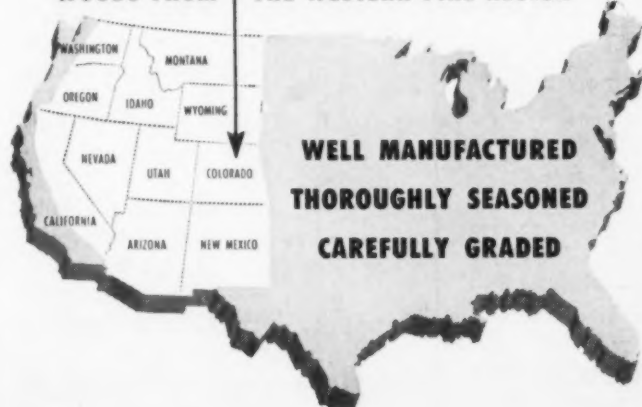 WASHINGTON
MONTANA
OREGON
IDAHO
WYOMING
NEVADA
UTAH
COLORADO
CALIFORNIA
ARIZONA
NEW MEXICO
WELL MANUFACTURED
THOROUGHLY SEASONED
CAREFULLY GRADED